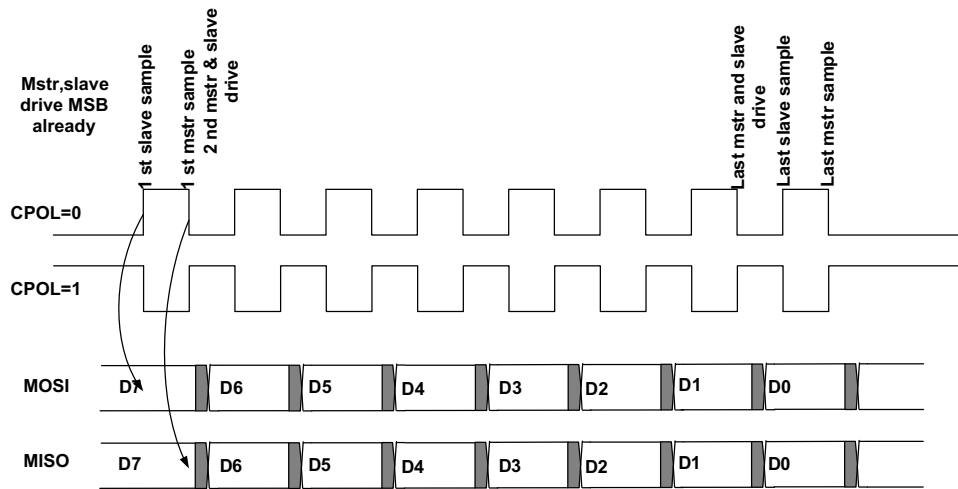 Mstr,slave
drive MSB
already
1 st slave sample
1 st mstr sample
2 nd mstr & slave
drive
Last mstr and slave
drive
Last slave sample
Last mstr sample
CPOL=0
CPOL=1
MOSI
D7
D6
D5
D4
D3
D2
D1
D0
MISO
D7
D6
D5
D4
D3
D2
D1
D0